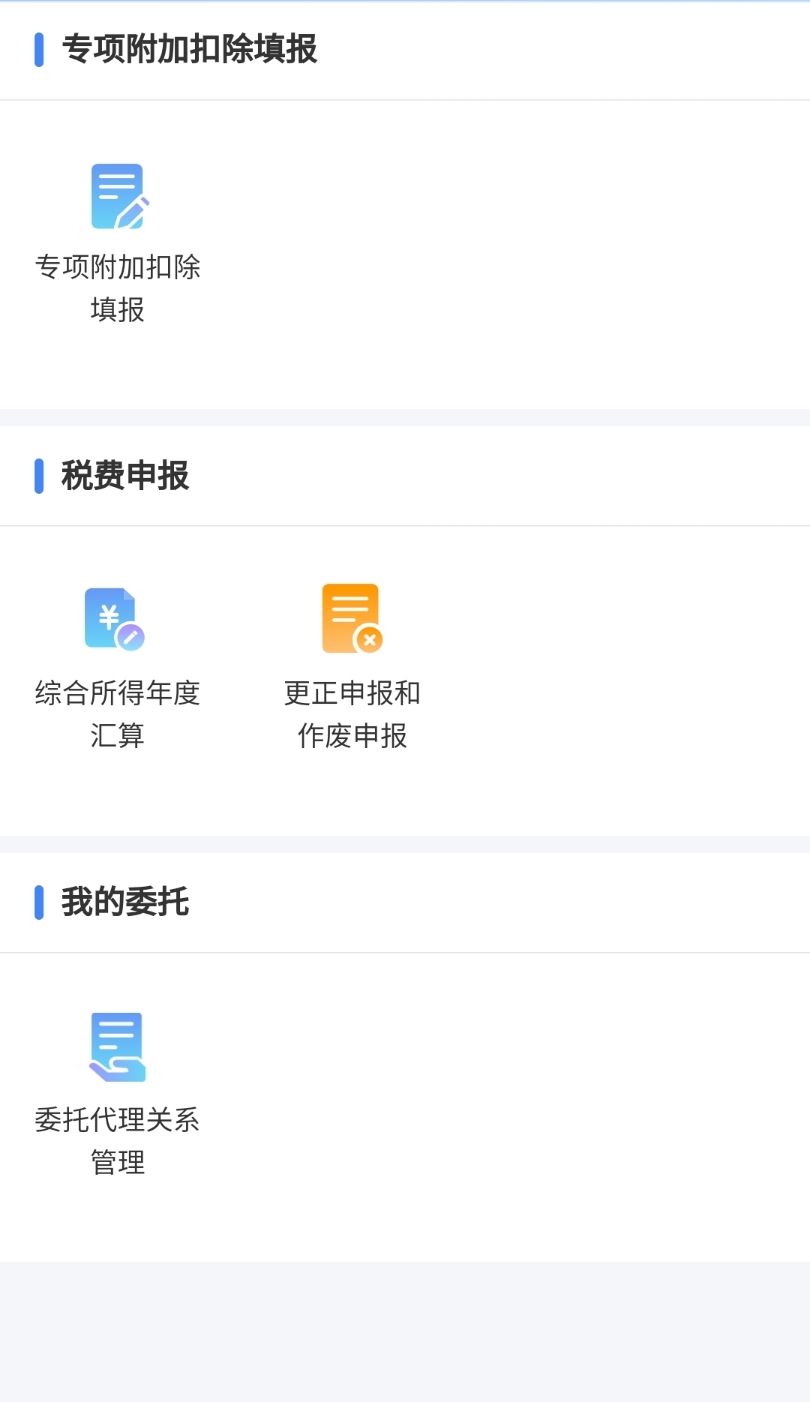 专项附加扣除填报
专项附加扣除
填报
税费申报
综合所得年度
汇算
更正申报和
作废申报
我的委托
委托代理关系
管理